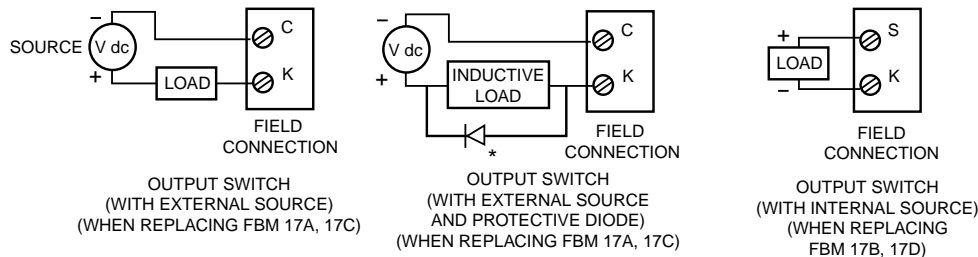 SOURCE
−
V dc
+
LOAD
C
K
FIELD
CONNECTION
OUTPUT SWITCH
(WITH EXTERNAL SOURCE)
(WHEN REPLACING FBM 17A, 17C)
−
V dc
+
INDUCTIVE
LOAD
*
C
K
FIELD
CONNECTION
OUTPUT SWITCH
(WITH EXTERNAL SOURCE
AND PROTECTIVE DIODE)
(WHEN REPLACING FBM 17A, 17C)
+
LOAD
−
S
K
FIELD
CONNECTION
OUTPUT SWITCH
(WITH INTERNAL SOURCE)
(WHEN REPLACING
FBM 17B, 17D)